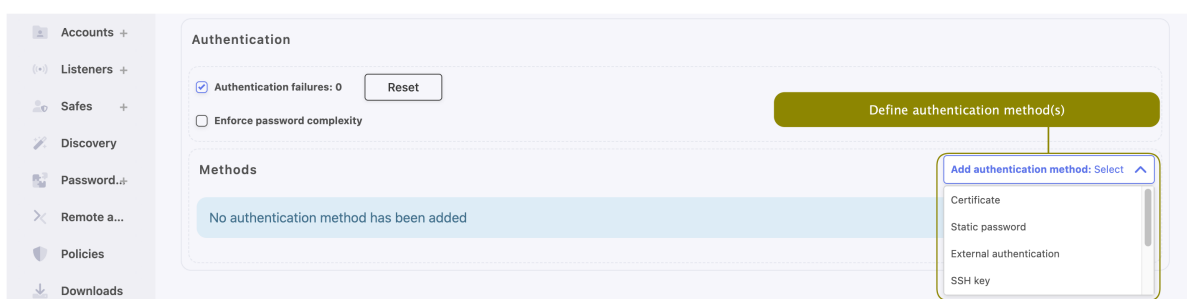 Accounts +
Listeners +
Safes +
Discovery
Password..+
Remote a...
Policies
Downloads
Authentication
Authentication failures: 0 Reset
Enforce password complexity
Define authentication method(s)
Methods
Add authentication method: Select
No authentication method has been added
Certificate
Static password
External authentication
SSH key